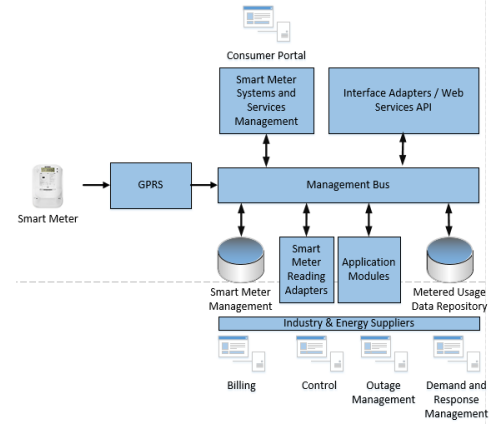 Consumer Portal
Smart Meter
Systems and
Services
Management
Interface Adapters / Web
Services API
GPRS
Management Bus
Smart Meter
Smart
Meter
Reading
Adapters
Application
Modules
Smart Meter
Management
Metered Usage
Data Repository
Industry & Energy Suppliers
Billing
Control
Outage
Management
Demand and
Response
Management